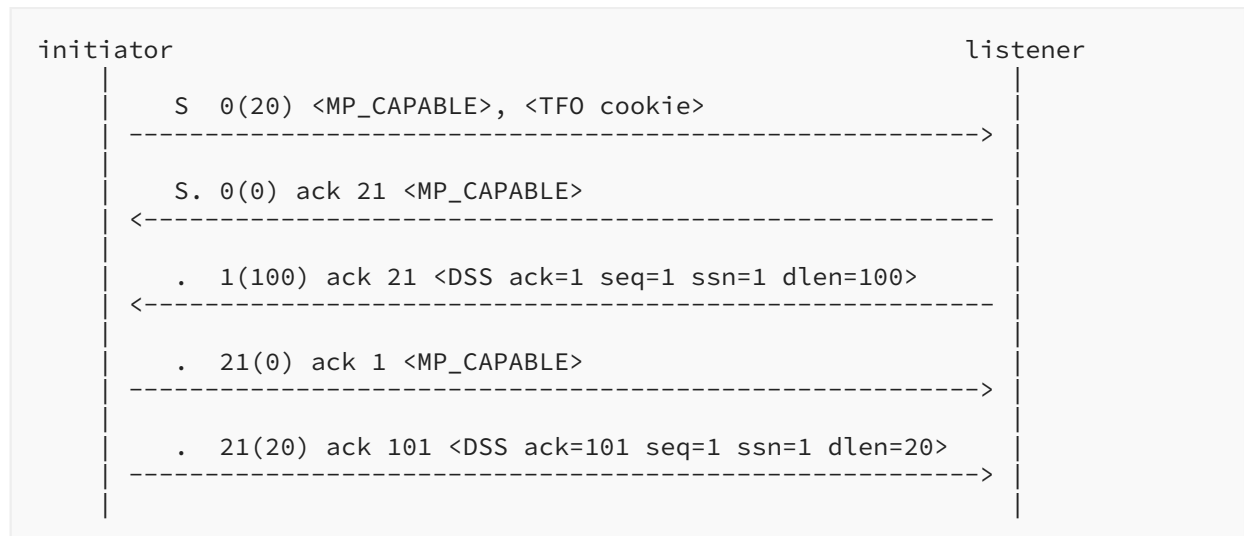 initiator listener
S 0(20) <MP_CAPABLE>, <TFO cookie>
----------------------------------------------------------->
S. 0(0) ack 21 <MP_CAPABLE>
<-----------------------------------------------------------
. 1(100) ack 21 <DSS ack=1 seq=1 ssn=1 dlen=100>
<-----------------------------------------------------------
. 21(0) ack 1 <MP_CAPABLE>
----------------------------------------------------------->
. 21(20) ack 101 <DSS ack=101 seq=1 ssn=1 dlen=20>
----------------------------------------------------------->